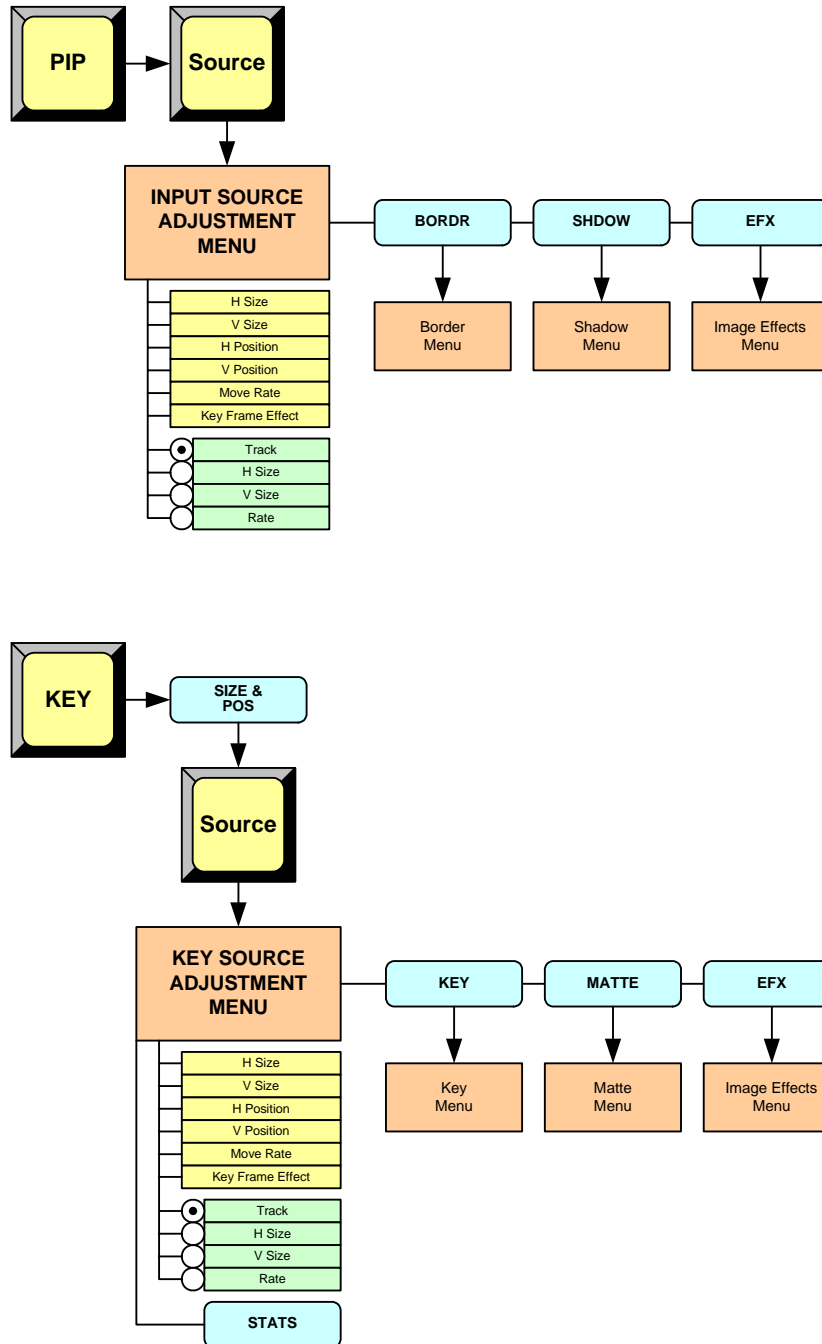 PIP
Source
INPUT SOURCE
ADJUSTMENT
MENU
BORDR
SHDOW
EFX
Border
Menu
Shadow
Menu
Image Effects
Menu
H Size
V Size
H Position
V Position
Move Rate
Key Frame Effect
Track
H Size
V Size
Rate
KEY
SIZE &
POS
Source
KEY SOURCE
ADJUSTMENT
MENU
KEY
MATTE
EFX
Key
Menu
Matte
Menu
Image Effects
Menu
H Size
V Size
H Position
V Position
Move Rate
Key Frame Effect
Track
H Size
V Size
Rate
STATS